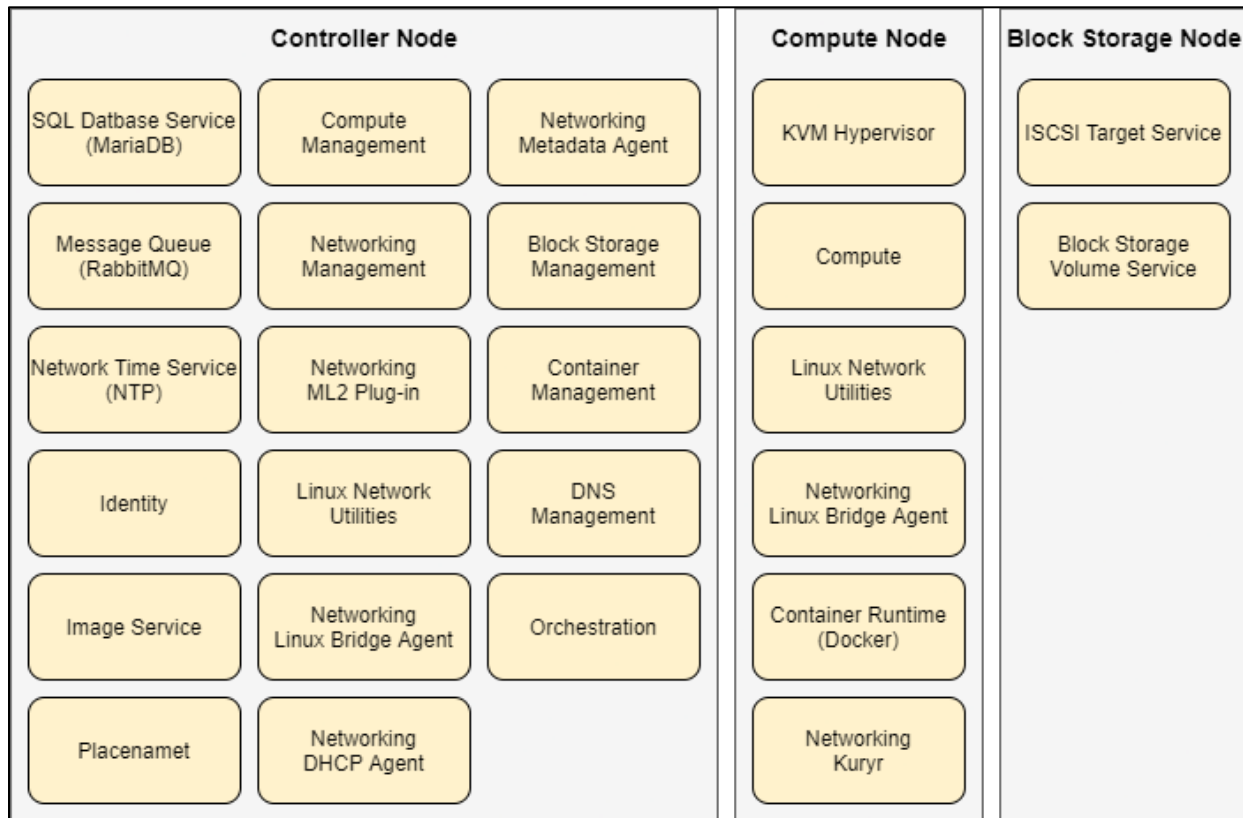 Controller Node
SQL Datbase Service
(MariaDB)
Message Queue
(RabbitMQ)
Network Time Service
(NTP)
Identity
Image Service
Placenamet
Compute
Management
Networking
Management
Networking
ML2 Plug-in
Linux Network
Utilities
Networking
Linux Bridge Agent
Networking
DHCP Agent
Networking
Metadata Agent
Block Storage
Management
Container
Management
DNS
Management
Orchestration
Compute Node
KVM Hypervisor
Compute
Linux Network
Utilities
Networking
Linux Bridge Agent
Container Runtime
(Docker)
Networking
Kuryr
Block Storage Node
ISCSI Target Service
Block Storage
Volume Service